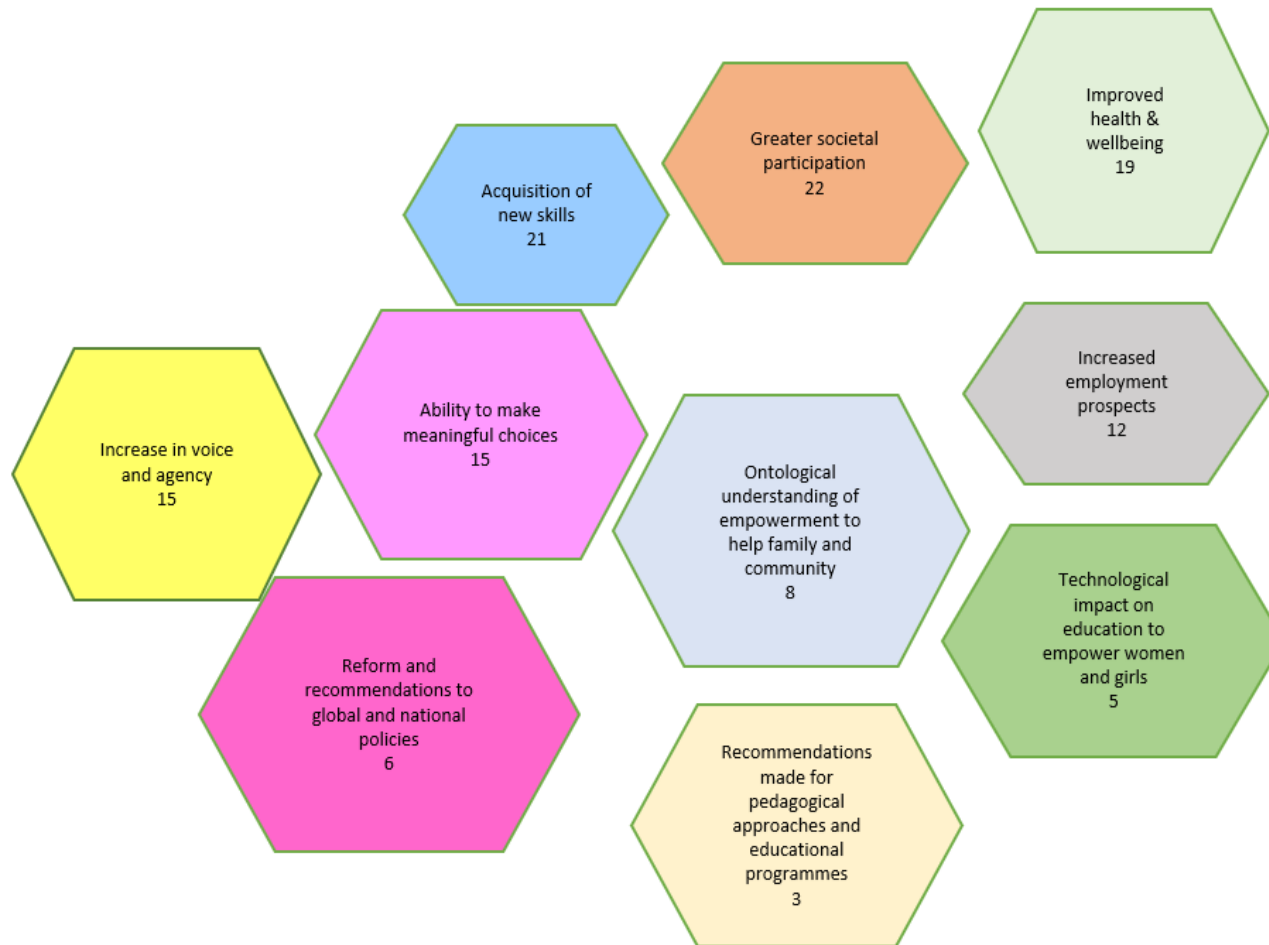 Improved
health &
wellbeing
19
Greater societal
participation
22
Acquisition of
new skills
21
Increased
employment
prospects
12
Ability to make
meaningful choices
15
Increase in voice
and agency
15
Ontological
understanding of
empowerment to
help family and
community
8
Technological
impact on
education to
empower women
and girls
5
Reform and
recommendations to
global and national
policies
6
Recommendations
made for
pedagogical
approaches and
educational
programmes
3